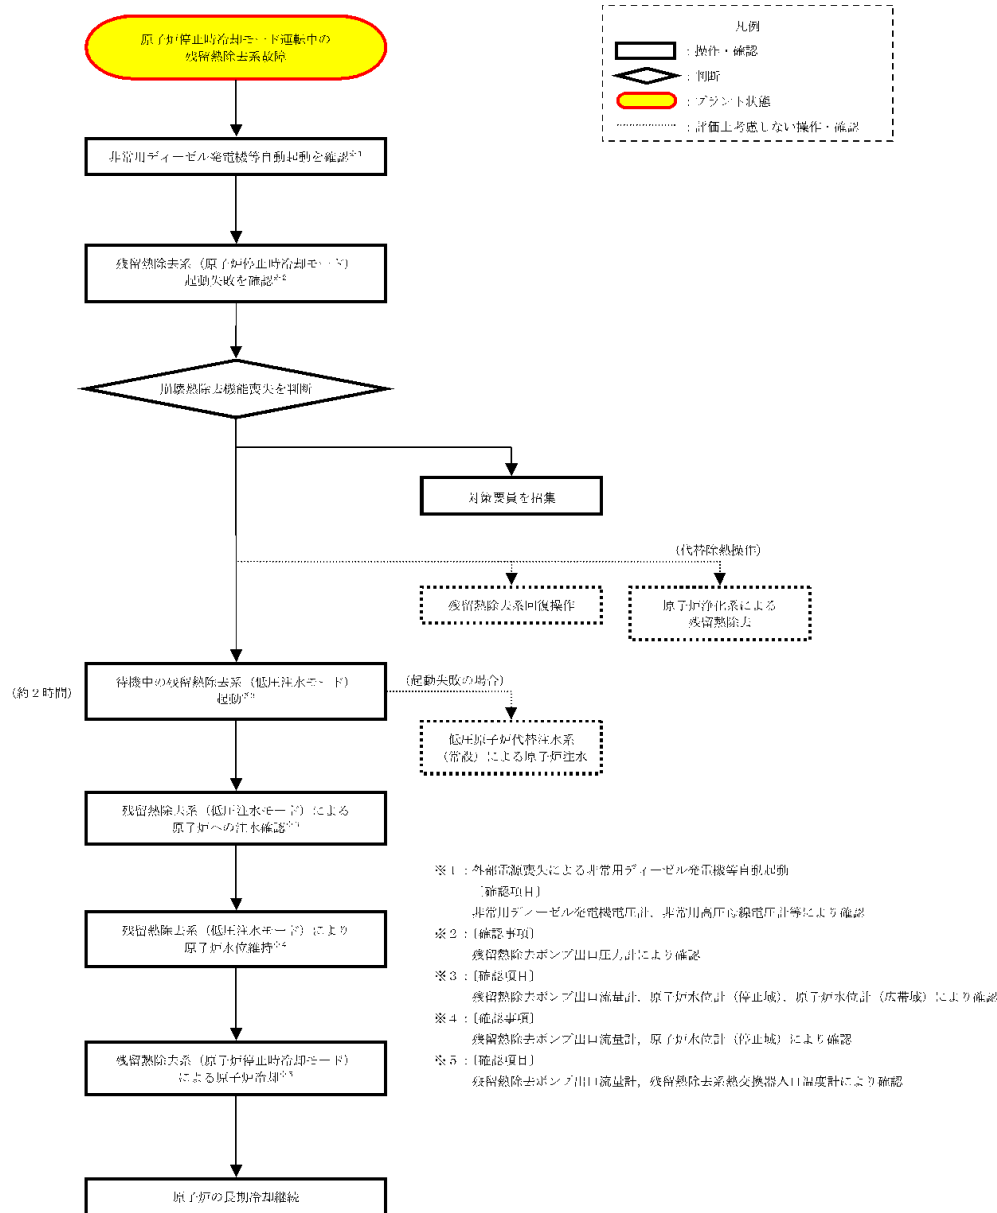 原子炉停止時冷却モード運転中の
残留熱除去系故障
凡例
：操作・確認
：判断
：プラント状態
：評価上考慮しない操作・確認
非常用ディーゼル発電機等自動起動を確認※1
残留熱除去系（原子炉停止時冷却モード）
起動失敗を確認※2
崩壊熱除去機能喪失を判断
対策要員を招集
（代替除熱操作）
残留熱除去系回復操作
原子炉浄化系による
残留熱除去
（約２時間）
待機中の残留熱除去系（低圧注水モード）
起動※3
（起動失敗の場合）
低圧原子炉代替注水系
（常設）による原子炉注水
残留熱除去系（低圧注水モード）による
原子炉への注水確認※3
残留熱除去系（低圧注水モード）により
原子炉水位維持※4
残留熱除去系（原子炉停止時冷却モード）
による原子炉冷却※5
原子炉の長期冷却継続
※１：外部電源喪失による非常用ディーゼル発電機等自動起動
［確認項目］
非常用ディーゼル発電機電圧計，非常用高圧母線電圧計等により確認
※２：［確認事項］
残留熱除去ポンプ出口圧力計により確認
※３：［確認項目］
残留熱除去ポンプ出口流量計，原子炉水位計（停止域），原子炉水位計（広帯域）により確認
※４：［確認事項］
残留熱除去ポンプ出口流量計，原子炉水位計（停止域）により確認
※５：［確認項目］
残留熱除去ポンプ出口流量計，残留熱除去系熱交換器入口温度計により確認